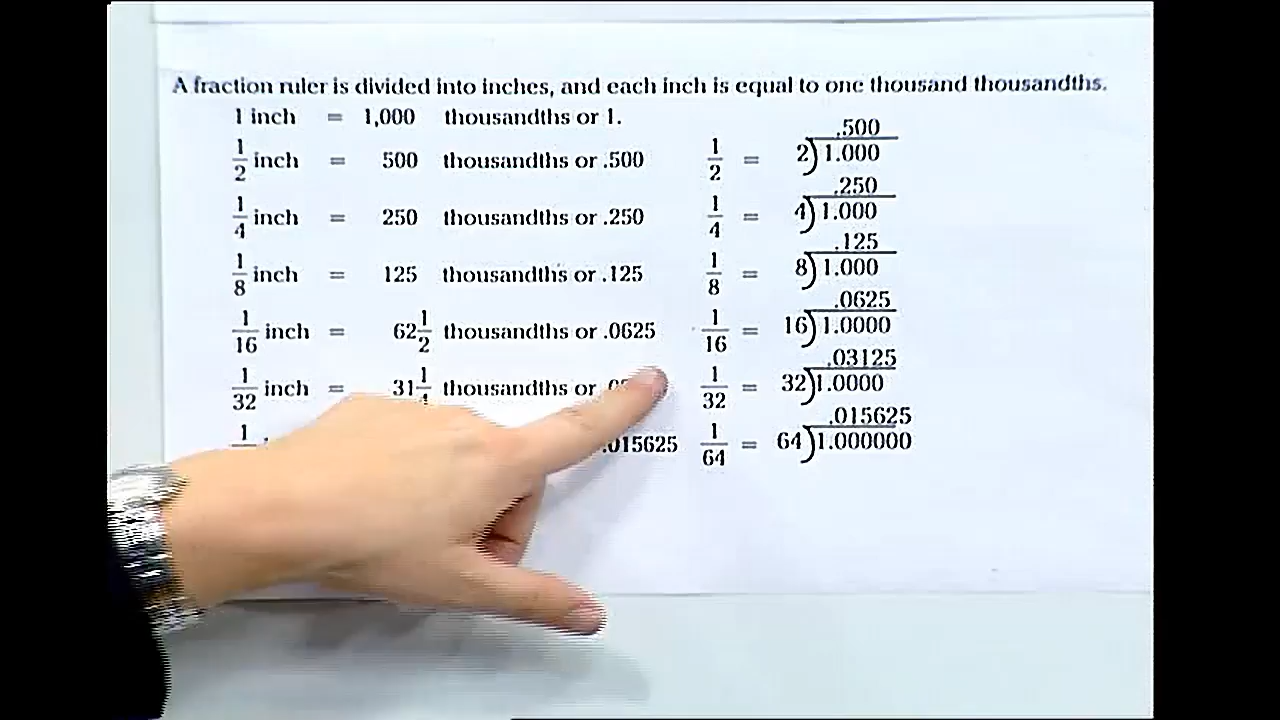 A fraction ruler is divided into inches, and each inch is equal to one thousand thousandths.
1 inch = 1,000 thousandths or 1.
1/2 inch = 500 thousandths or .500 1/2 = 2)1.000 .500
1/4 inch = 250 thousandths or .250 1/4 = 4)1.000 .250
1/8 inch = 125 thousandths or .125 1/8 = 8)1.000 .125
1/16 inch = 62 1/2 thousandths or .0625 1/16 = 16)1.0000 .0625
1/32 inch = 31 1/4 thousandths or 1/32 = 32)1.0000 .03125
1 .015625 1/64 = 64)1.000000 .015625